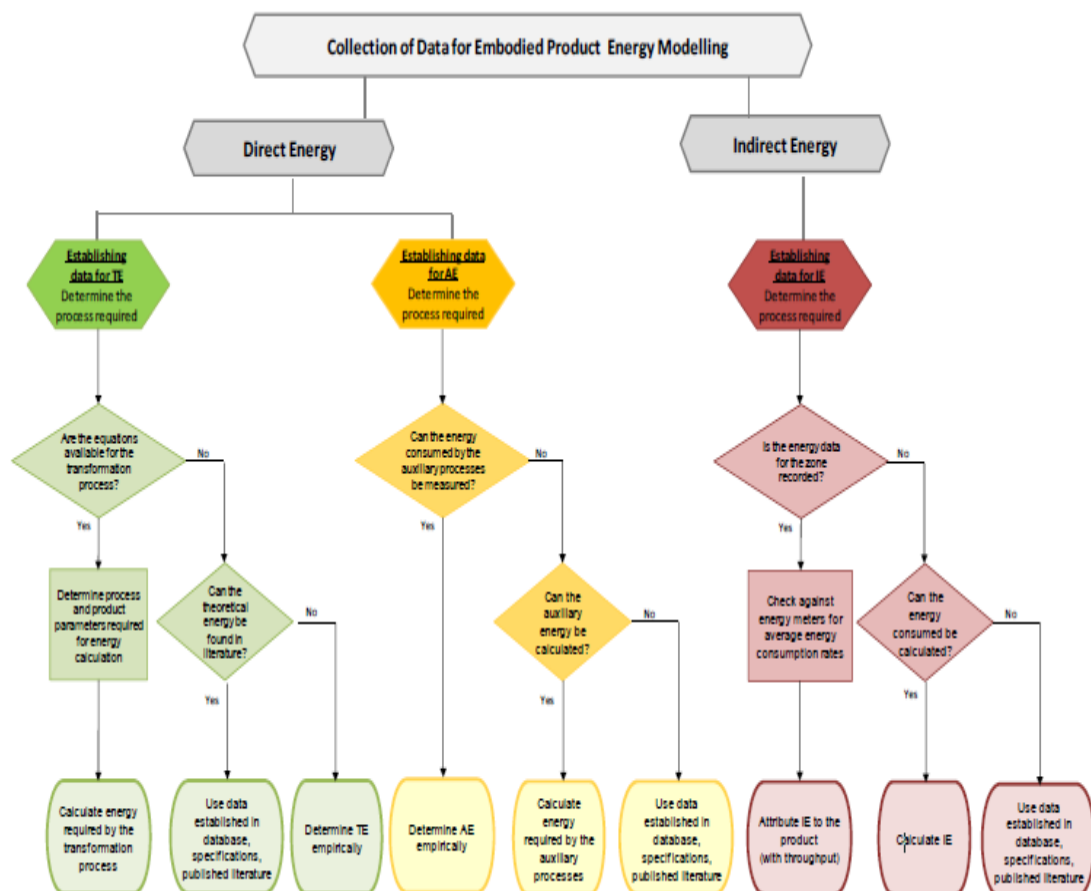 Collection of Data for Embodied Product Energy Modelling
Direct Energy
Indirect Energy
Establishing
data for TE
Determine the
process required
Establishing data
for AE
Determine the
process required
Establishing
data for IE
Determine the
process required
Are the equations
available for the
transformation
process?
No
Yes
Can the energy
consumed by the
auxiliary processes
be measured?
No
Yes
Is the energy data
for the zone
recorded?
No
Yes
Determine process
and product
parameters required
for energy
calculation
Can the
theoretical
energy be
found in
literature?
No
Yes
Can the
auxiliary
energy be
calculated?
No
Yes
Check against
energy meters for
average energy
consumption rates
Can the
energy
consumed be
calculated?
No
Yes
Calculate energy
required by the
transformation
process
Use data
established in
database,
specifications,
published literature
Determine TE
empirically
Determine AE
empirically
Calculate
energy
required by the
auxiliary
processes
Use data
established in
database,
specifications,
published literature
Attribute IE to the
product
(with throughput)
Calculate IE
Use data
established in
database,
specifications,
published literature